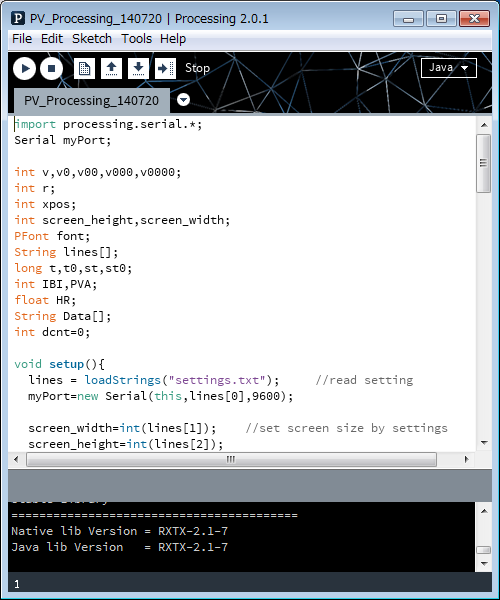 P PV_Processing_140720 | Processing 2.0.1
File Edit Sketch Tools Help
Stop
Java
PV_Processing_140720
import processing.serial.*;
Serial myPort;
int v,v0,v00,v000,v0000;
int r;
int xpos;
int screen_height,screen_width;
PFont font;
String lines[];
long t,t0,st,st0;
int IBI,PVA;
float HR;
String Data[];
int dcnt=0;
void setup(){
lines = loadStrings("settings.txt"); //read setting
myPort=new Serial(this,lines[0],9600);
screen_width=int(lines[1]); //set screen size by settings
screen_height=int(lines[2]);
=========================================
Native lib Version = RXTX-2.1-7
Java lib Version = RXTX-2.1-7
1